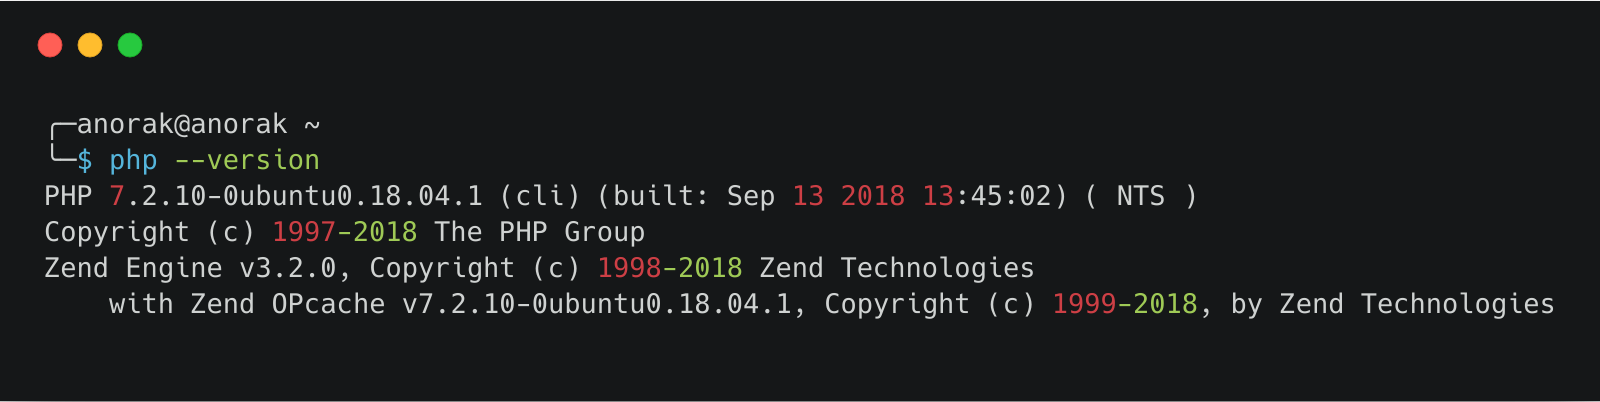 ╭─anorak@anorak ~
╰─$ php --version
PHP 7.2.10-0ubuntu0.18.04.1 (cli) (built: Sep 13 2018 13:45:02) ( NTS )
Copyright (c) 1997-2018 The PHP Group
Zend Engine v3.2.0, Copyright (c) 1998-2018 Zend Technologies
    with Zend OPcache v7.2.10-0ubuntu0.18.04.1, Copyright (c) 1999-2018, by Zend Technologies